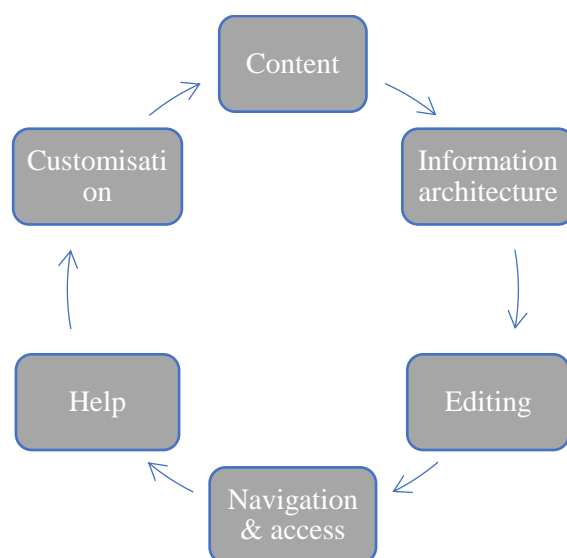 Content
Information
architecture
Editing
Navigation
& access
Help
Customisati
on